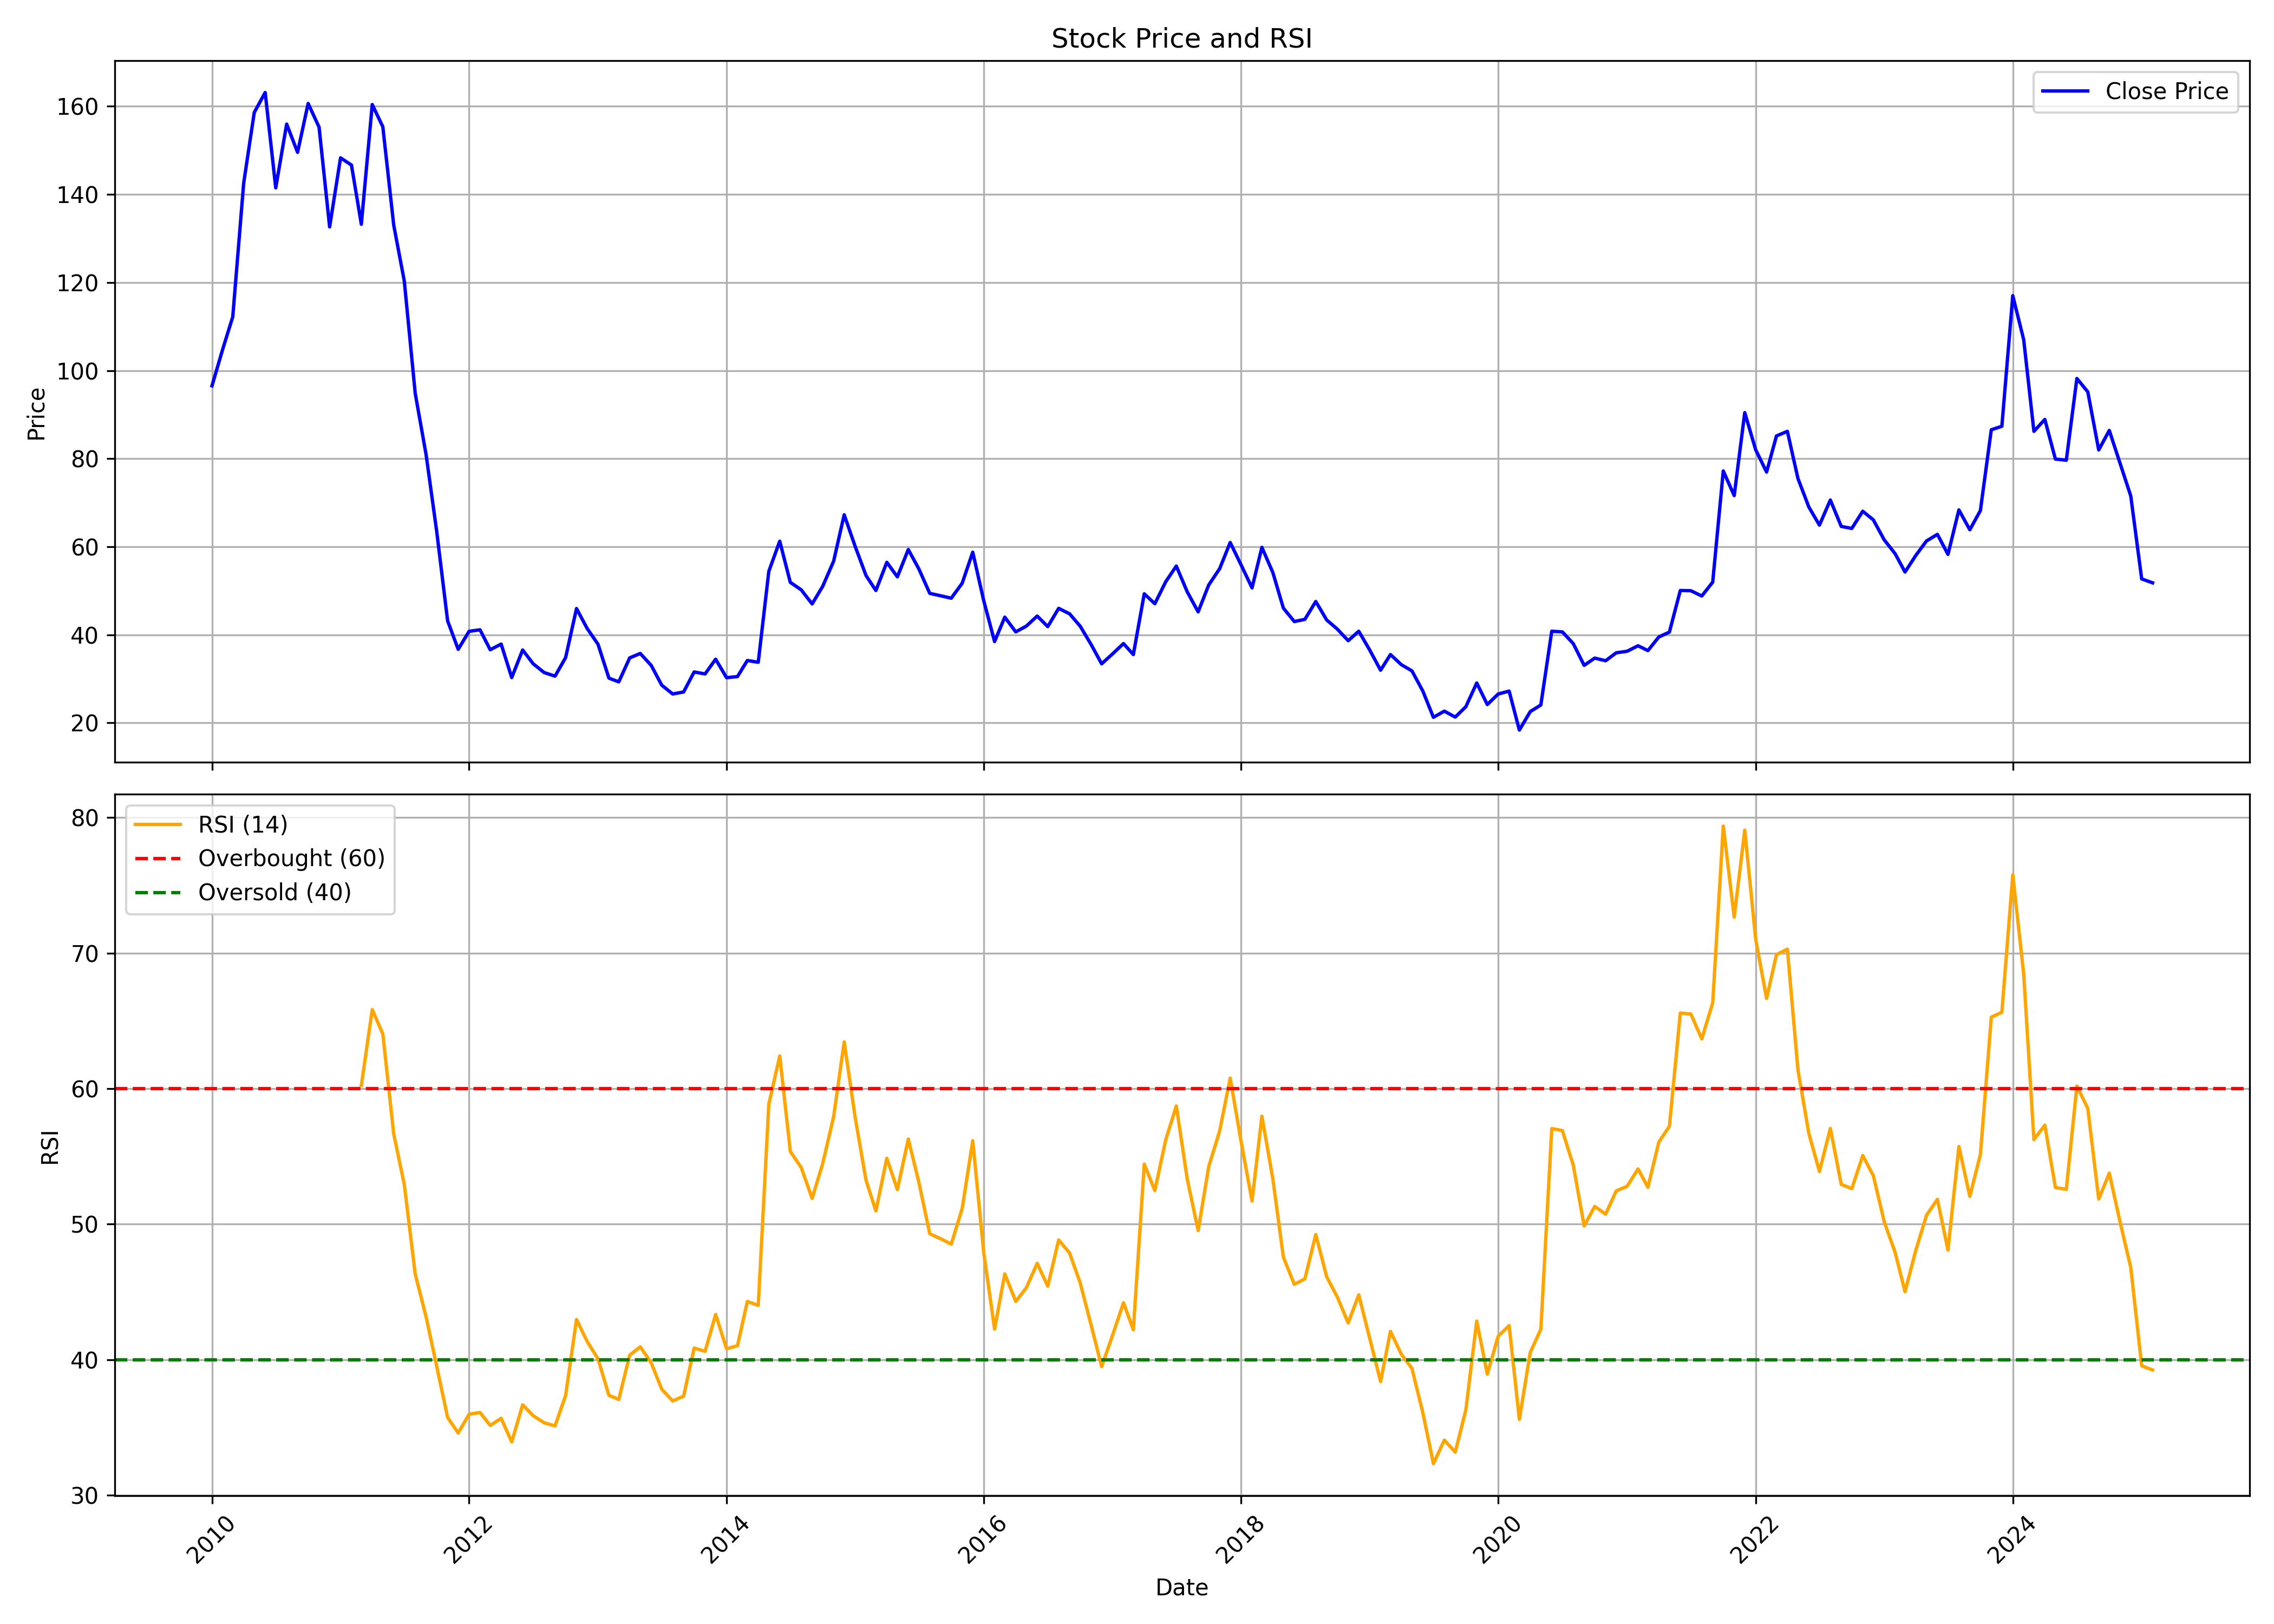 Stock Price and RSI
Close Price
160
140
120
100
80
60
40
20
Price
RSI (14)
Overbought (60)
Oversold (40)
80
70
60
50
40
30
RSI
2010
2012
2014
2016
2018
2020
2022
2024
Date